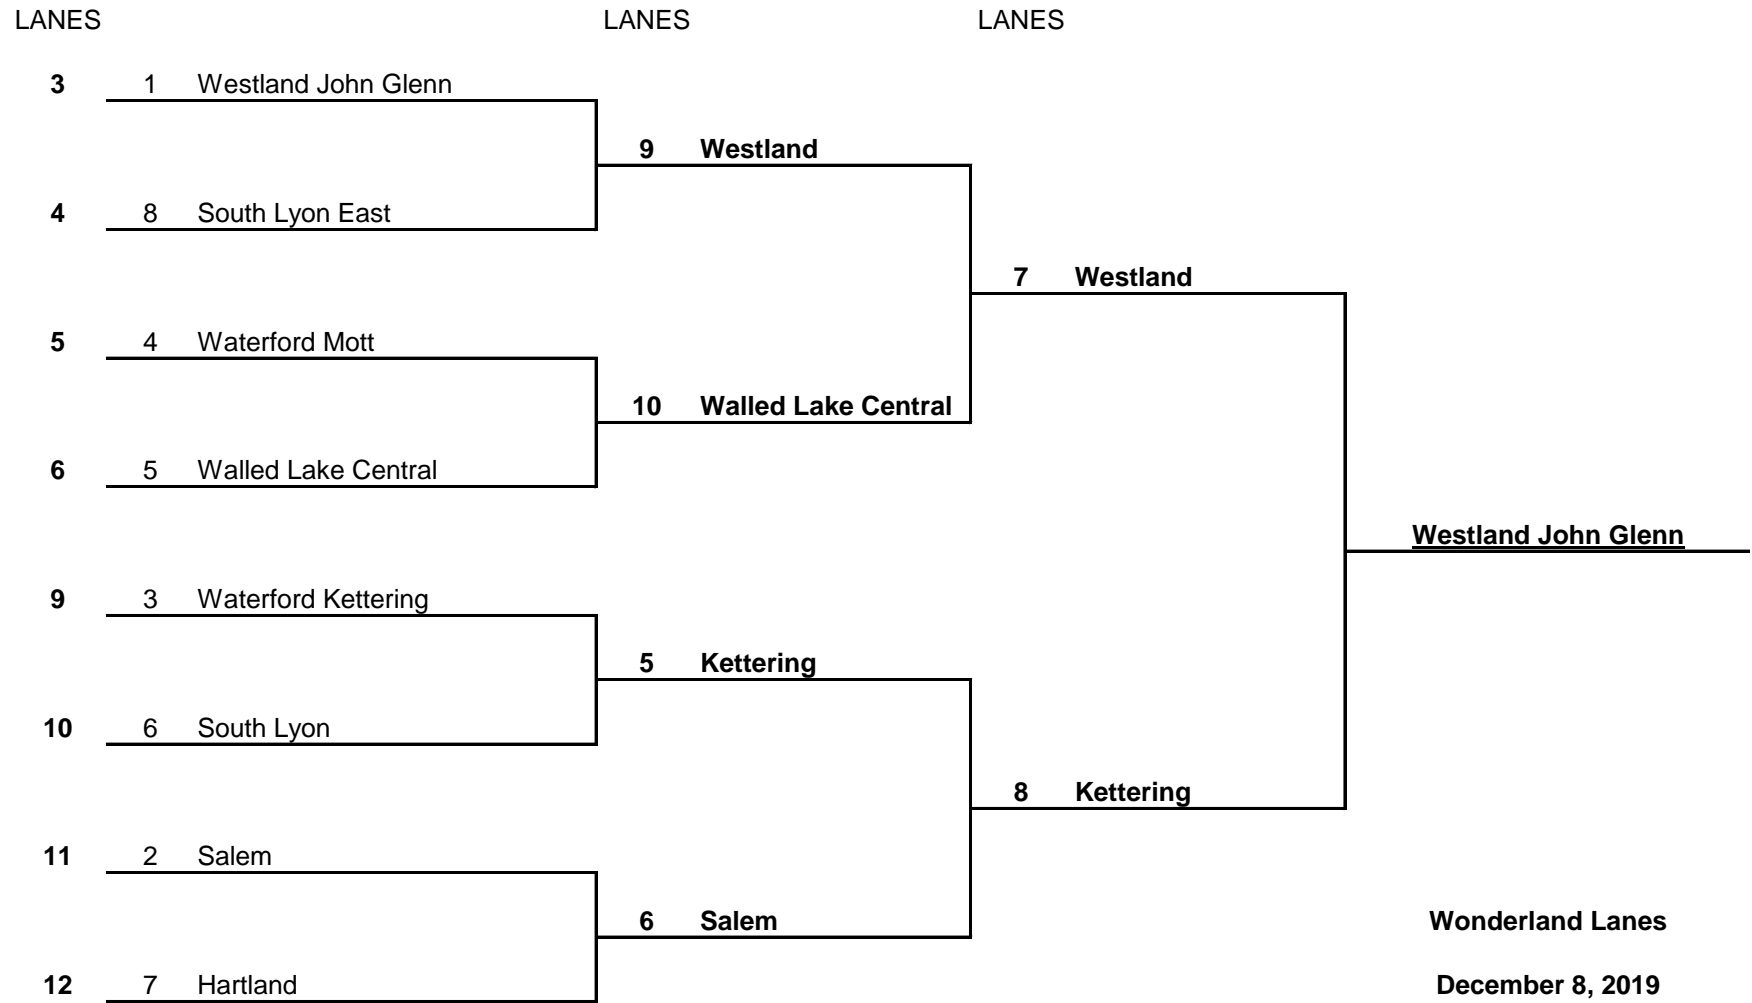 LANES LANES LANES
3 1 Westland John Glenn
9 Westland
4 8 South Lyon East
7 Westland
5 4 Waterford Mott
10 Walled Lake Central
6 5 Walled Lake Central
Westland John Glenn
9 3 Waterford Kettering
5 Kettering
10 6 South Lyon
8 Kettering
11 2 Salem
6 Salem Wonderland Lanes
12 7 Hartland December 8, 2019